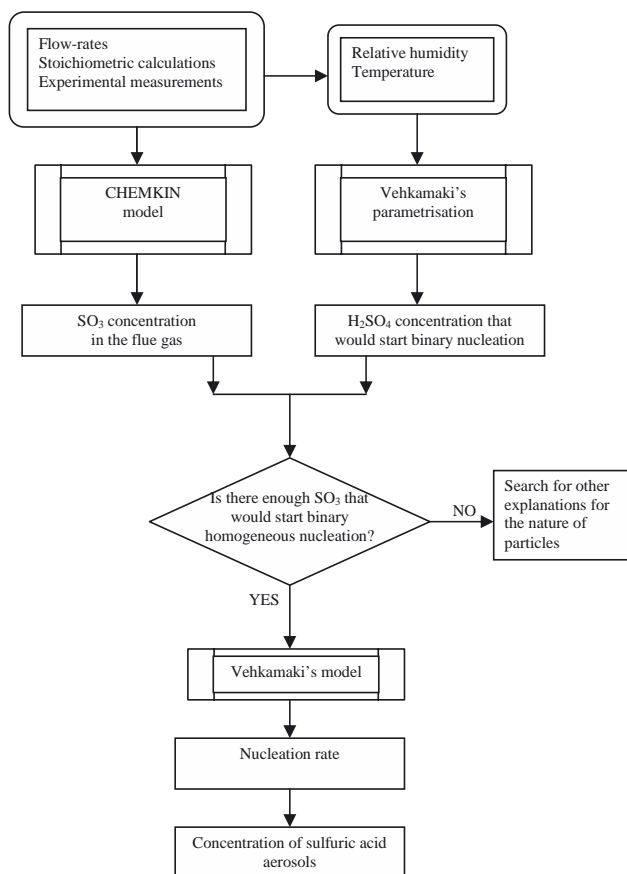 Flow-rates
Stoichiometric calculations
Experimental measurements
Relative humidity
Temperature
CHEMKIN
model
Vehkamaki's
parametrisation
SO₃ concentration
in the flue gas
H₂SO₄ concentration that
would start binary nucleation
Is there enough SO₃ that
would start binary
homogeneous nucleation?
NO
Search for other
explanations for
the nature of
particles
YES
Vehkamaki's model
Nucleation rate
Concentration of sulfuric acid
aerosols